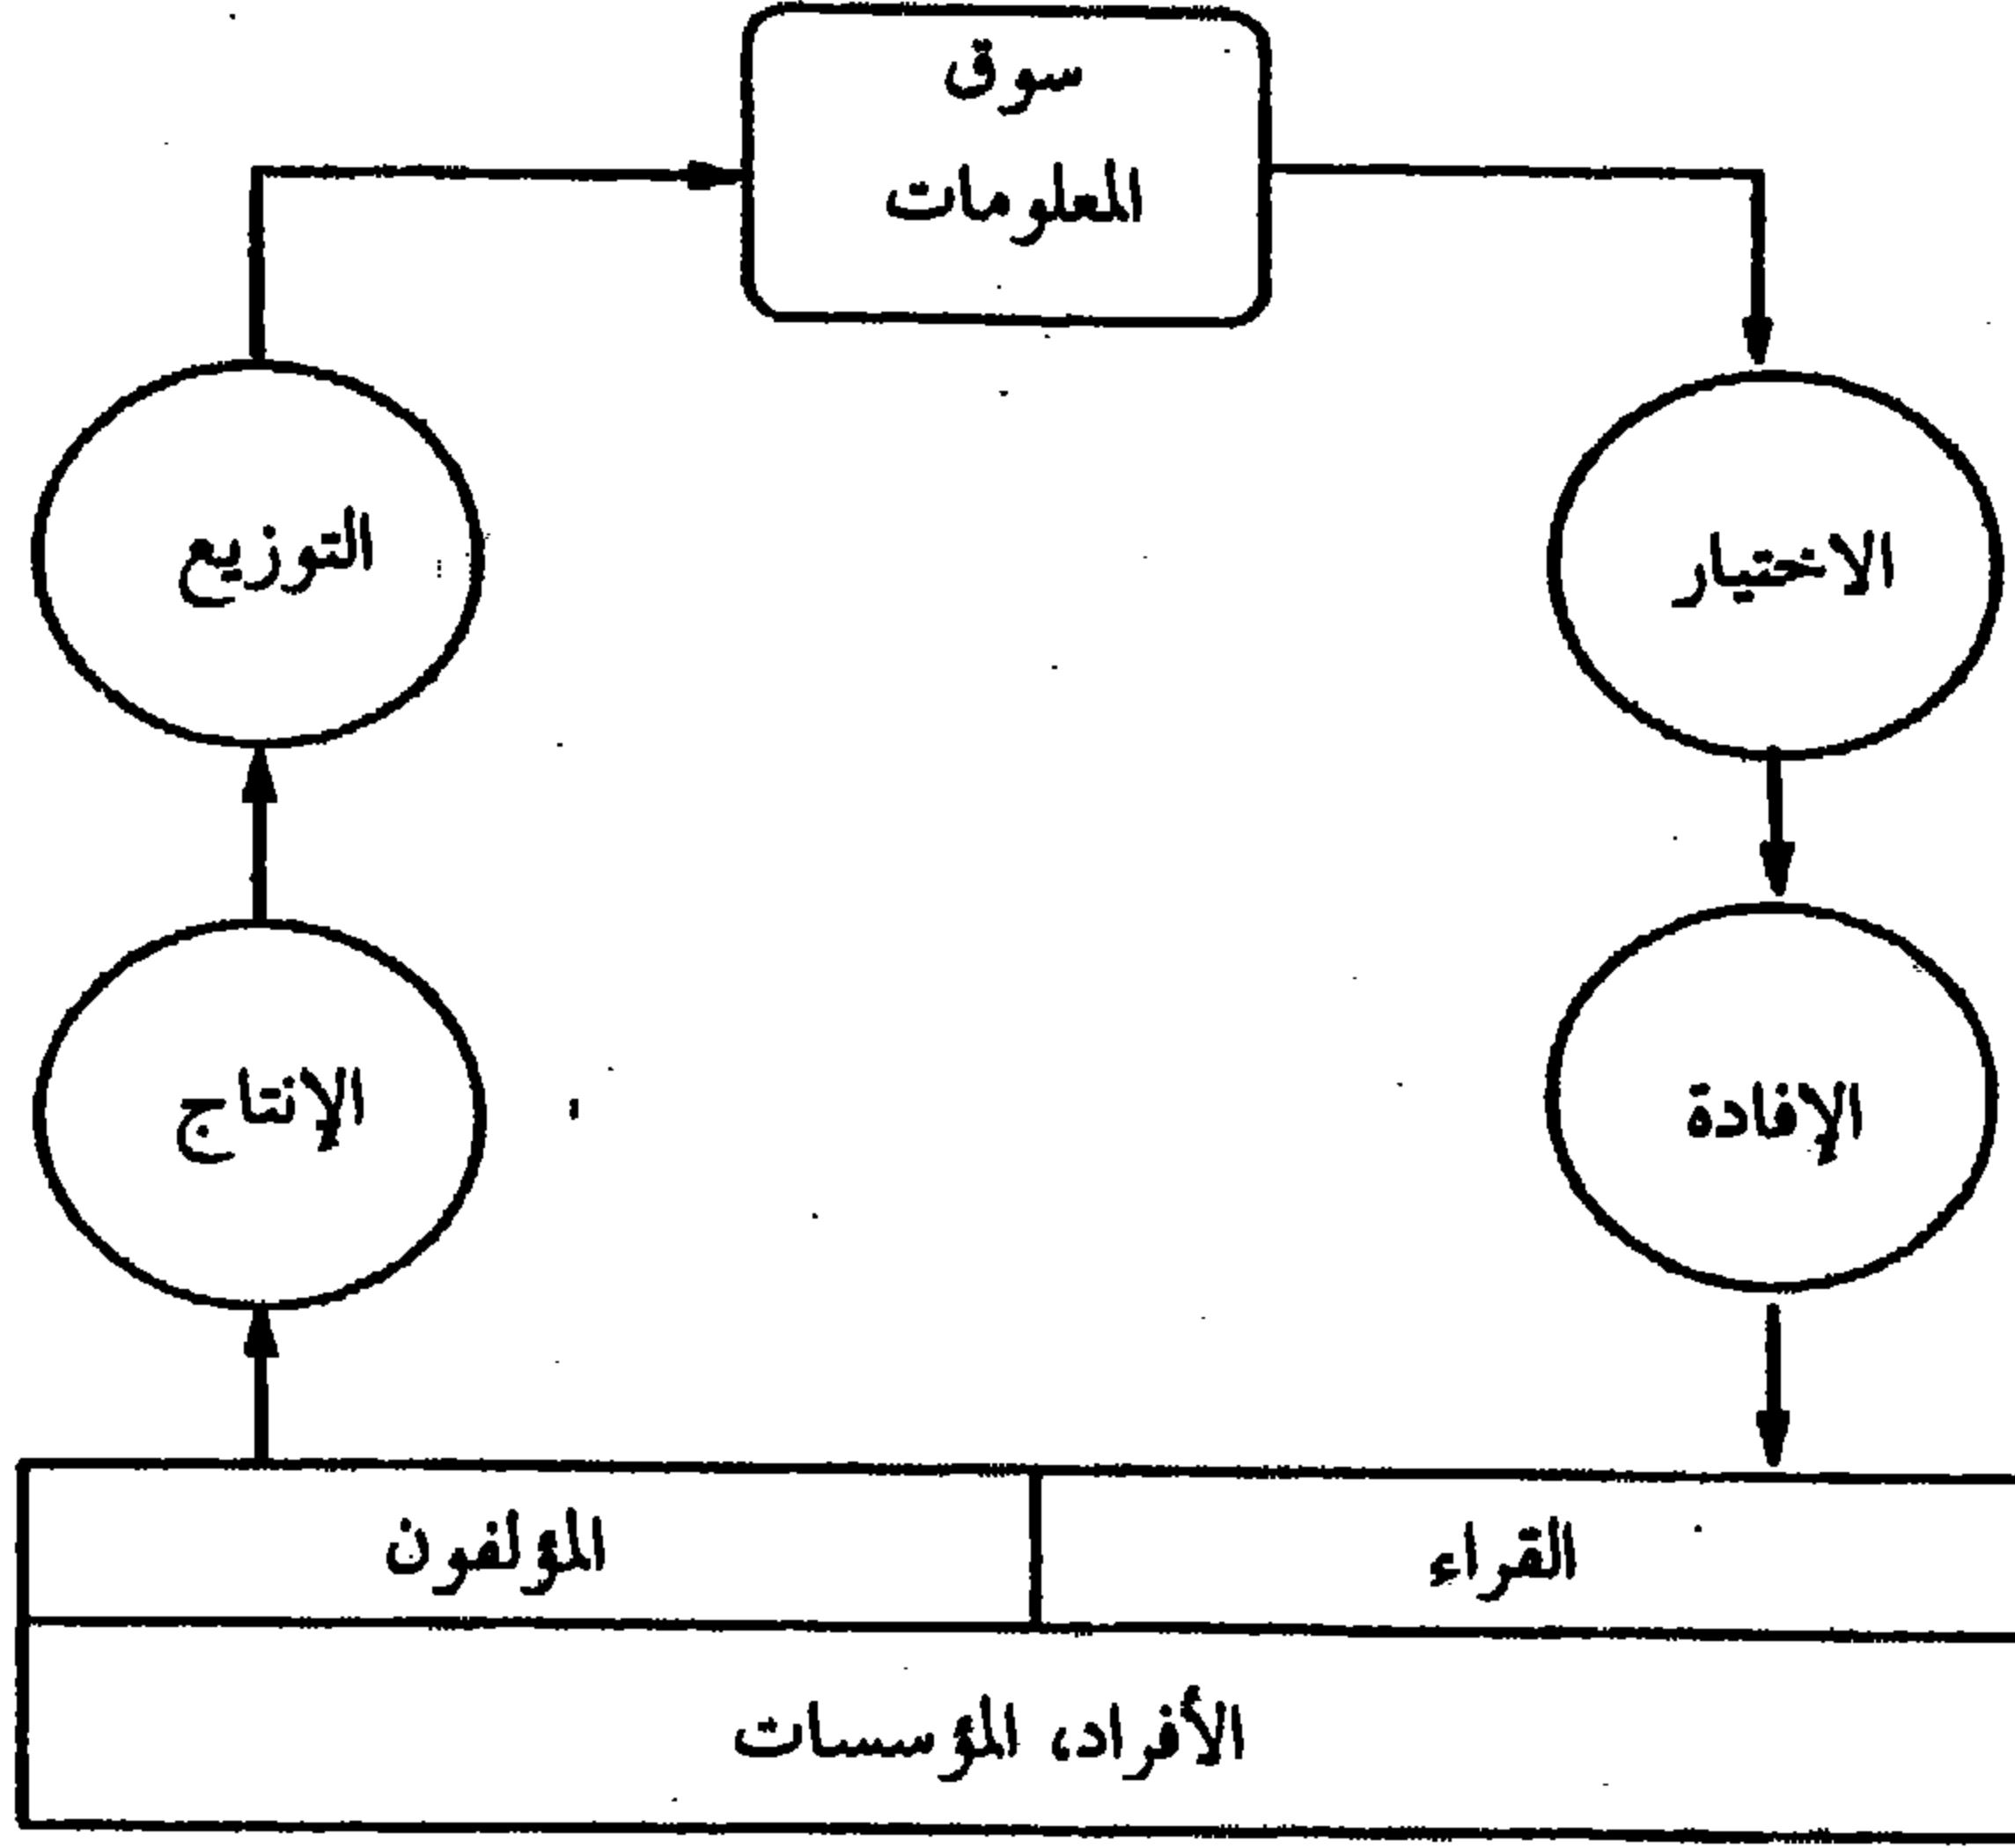 سوق
المعلومات
الاختيار
التوزيع
الإفادة
الإنتاج
القراء
المؤلفون
الأفراد، المؤسسات